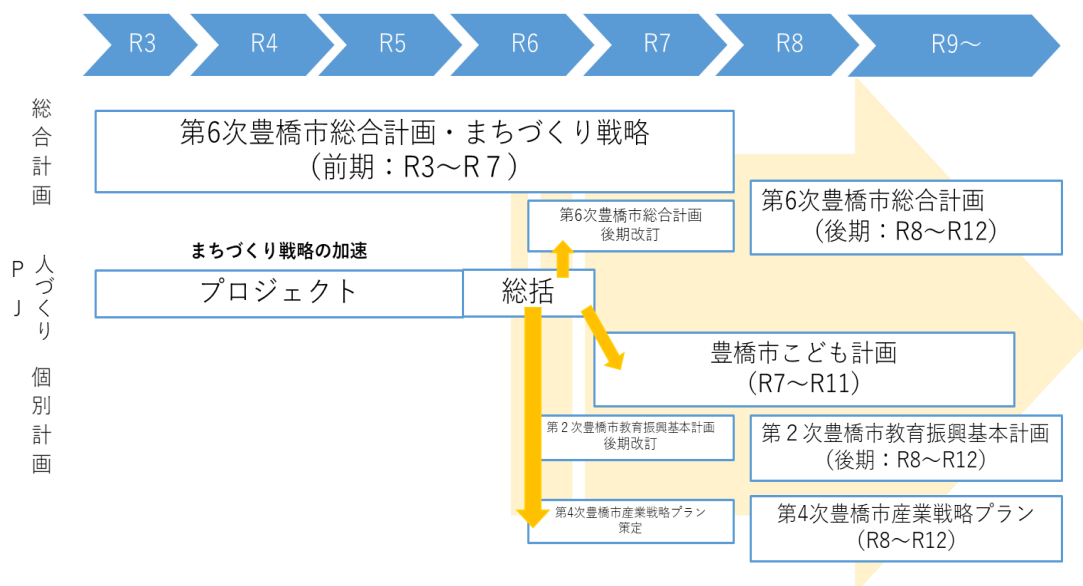 R3
R4
R5
R6
R7
R8
R9～
総合計画
第6次豊橋市総合計画・まちづくり戦略
（前期：R3～R７）
第6次豊橋市総合計画
後期改訂
第6次豊橋市総合計画
（後期：R8～R12）
人づくり
ＰＪ
まちづくり戦略の加速
プロジェクト
総括
個別計画
豊橋市こども計画
（R7～R11）
第２次豊橋市教育振興基本計画
後期改訂
第２次豊橋市教育振興基本計画
（後期：R8～R12）
第4次豊橋市産業戦略プラン
策定
第4次豊橋市産業戦略プラン
（R8～R12）